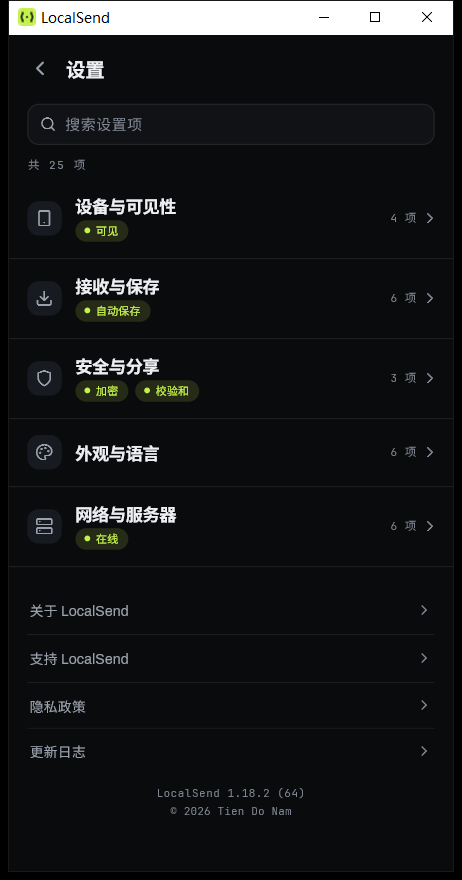 LocalSend
设置
搜索设置项
共 25 项
设备与可见性
可见
4 项
接收与保存
自动保存
6 项
安全与分享
加密 校验和
3 项
外观与语言
6 项
网络与服务器
在线
6 项
关于 LocalSend
支持 LocalSend
隐私政策
更新日志
LocalSend 1.18.2 (64)
© 2026 Tien Do Nam